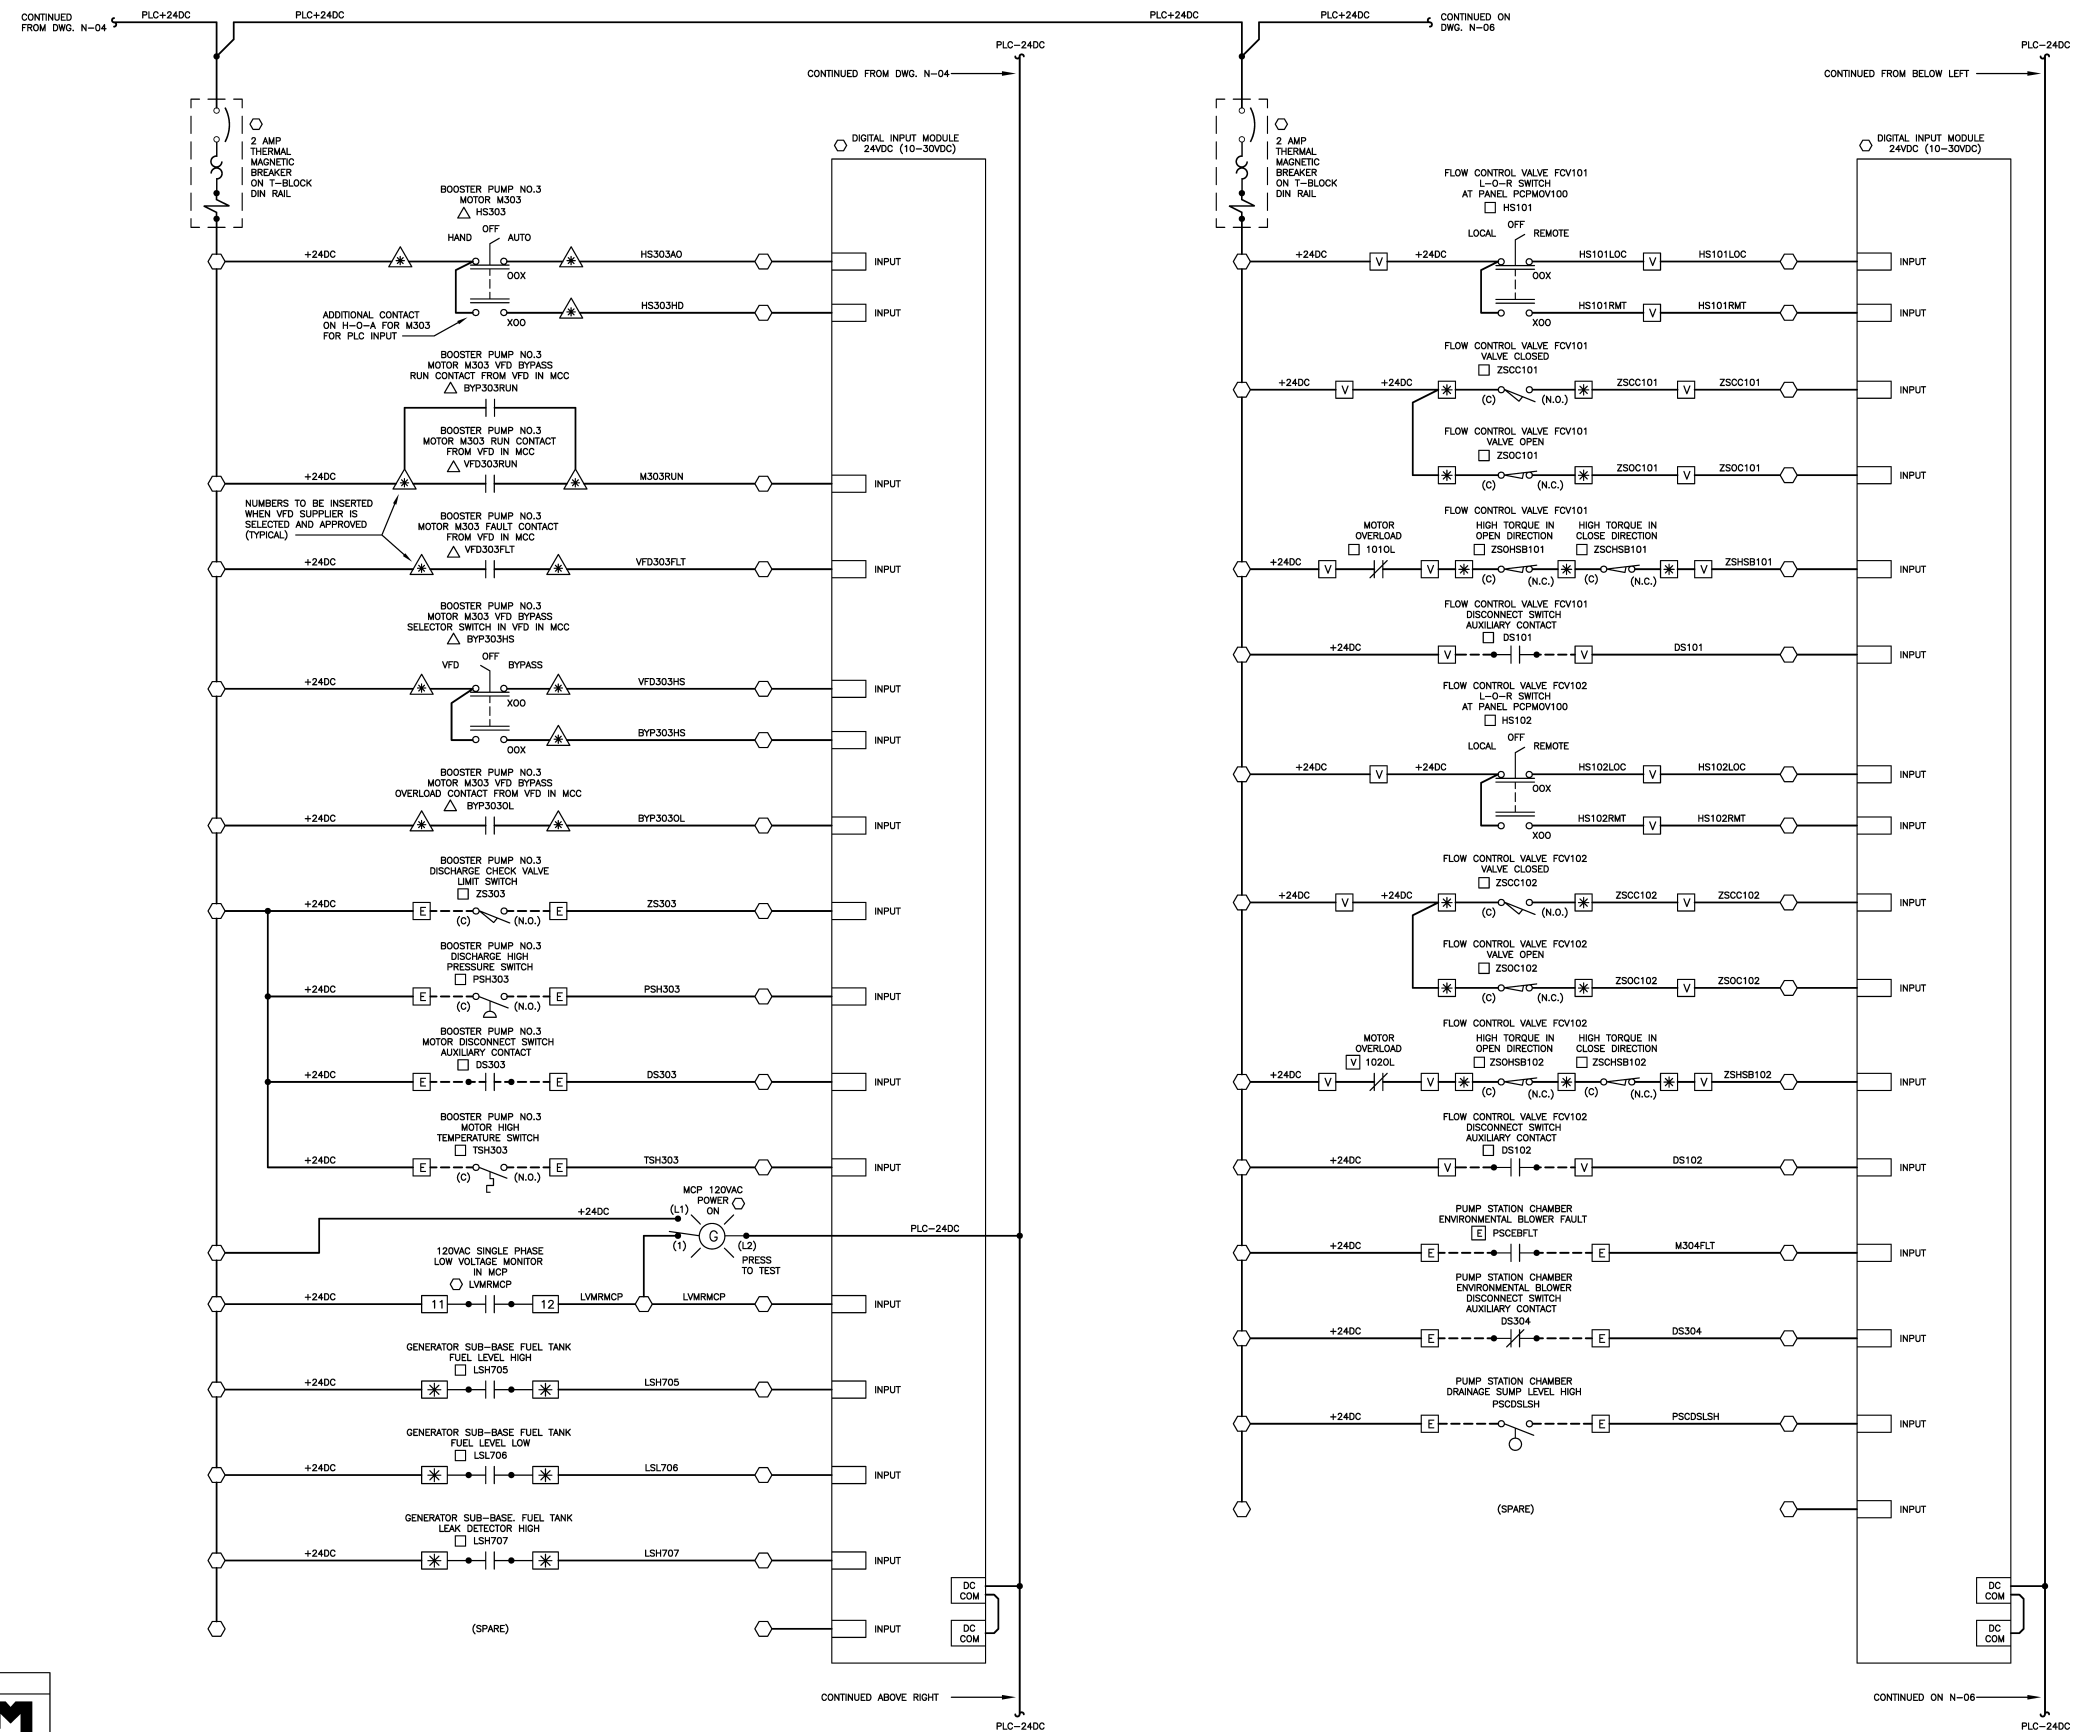 CONTINUED
FROM DWG. N-04
PLC+24DC
PLC+24DC
PLC+24DC
PLC+24DC
CONTINUED ON
DWG. N-06
PLC-24DC
CONTINUED FROM DWG. N-04
2 AMP
THERMAL
MAGNETIC
BREAKER
ON T-BLOCK
DIN RAIL
DIGITAL INPUT MODULE
24VDC (10-30VDC)
BOOSTER PUMP NO.3
MOTOR M303
HS303
OFF
HAND
AUTO
+24DC
OOX
HS303AO
INPUT
XOO
HS303HD
INPUT
ADDITIONAL CONTACT
ON H-O-A FOR M303
FOR PLC INPUT
BOOSTER PUMP NO.3
MOTOR M303 VFD BYPASS
RUN CONTACT FROM VFD IN MCC
BYP303RUN
BOOSTER PUMP NO.3
MOTOR M303 RUN CONTACT
FROM VFD IN MCC
VFD303RUN
+24DC
M303RUN
INPUT
NUMBERS TO BE INSERTED
WHEN VFD SUPPLIER IS
SELECTED AND APPROVED
(TYPICAL)
BOOSTER PUMP NO.3
MOTOR M303 FAULT CONTACT
FROM VFD IN MCC
VFD303FLT
+24DC
VFD303FLT
INPUT
BOOSTER PUMP NO.3
MOTOR M303 VFD BYPASS
SELECTOR SWITCH IN VFD IN MCC
BYP303HS
OFF
VFD
BYPASS
+24DC
XOO
VFD303HS
INPUT
OOX
BYP303HS
INPUT
BOOSTER PUMP NO.3
MOTOR M303 VFD BYPASS
OVERLOAD CONTACT FROM VFD IN MCC
BYP303OL
+24DC
BYP303OL
INPUT
BOOSTER PUMP NO.3
DISCHARGE CHECK VALVE
LIMIT SWITCH
ZS303
+24DC
E
(C)
(N.O.)
E
ZS303
INPUT
BOOSTER PUMP NO.3
DISCHARGE HIGH
PRESSURE SWITCH
PSH303
+24DC
E
(C)
(N.O.)
E
PSH303
INPUT
BOOSTER PUMP NO.3
MOTOR DISCONNECT SWITCH
AUXILIARY CONTACT
DS303
+24DC
E
E
DS303
INPUT
BOOSTER PUMP NO.3
MOTOR HIGH
TEMPERATURE SWITCH
TSH303
+24DC
E
(C)
(N.O.)
E
TSH303
INPUT
MCP 120VAC
POWER
ON
+24DC
(L1)
G
(1)
(L2)
PLC-24DC
PRESS
TO TEST
120VAC SINGLE PHASE
LOW VOLTAGE MONITOR
IN MCP
LVMRMCP
+24DC
11
12
LVMRMCP
LVMRMCP
INPUT
GENERATOR SUB-BASE FUEL TANK
FUEL LEVEL HIGH
LSH705
+24DC
LSH705
INPUT
GENERATOR SUB-BASE FUEL TANK
FUEL LEVEL LOW
LSL706
+24DC
LSL706
INPUT
GENERATOR SUB-BASE. FUEL TANK
LEAK DETECTOR HIGH
LSH707
+24DC
LSH707
INPUT
DC
COM
(SPARE)
INPUT
DC
COM
CONTINUED ABOVE RIGHT
PLC-24DC
M
PLC-24DC
CONTINUED FROM BELOW LEFT
2 AMP
THERMAL
MAGNETIC
BREAKER
ON T-BLOCK
DIN RAIL
DIGITAL INPUT MODULE
24VDC (10-30VDC)
FLOW CONTROL VALVE FCV101
L-O-R SWITCH
AT PANEL PCPMOV100
HS101
OFF
LOCAL
REMOTE
+24DC
V
+24DC
OOX
HS101LOC
V
HS101LOC
INPUT
XOO
HS101RMT
V
HS101RMT
INPUT
FLOW CONTROL VALVE FCV101
VALVE CLOSED
ZSCC101
+24DC
V
+24DC
(C)
(N.O.)
ZSCC101
V
ZSCC101
INPUT
FLOW CONTROL VALVE FCV101
VALVE OPEN
ZSOC101
(C)
(N.C.)
ZSOC101
V
ZSOC101
INPUT
FLOW CONTROL VALVE FCV101
MOTOR
OVERLOAD
101OL
HIGH TORQUE IN
OPEN DIRECTION
ZSOHSB101
HIGH TORQUE IN
CLOSE DIRECTION
ZSCHSB101
+24DC
V
V
(C)
(N.C.)
(C)
(N.C.)
V
ZSHSB101
INPUT
FLOW CONTROL VALVE FCV101
DISCONNECT SWITCH
AUXILIARY CONTACT
DS101
+24DC
V
V
DS101
INPUT
FLOW CONTROL VALVE FCV102
L-O-R SWITCH
AT PANEL PCPMOV100
HS102
OFF
LOCAL
REMOTE
+24DC
V
+24DC
OOX
HS102LOC
V
HS102LOC
INPUT
XOO
HS102RMT
V
HS102RMT
INPUT
FLOW CONTROL VALVE FCV102
VALVE CLOSED
ZSCC102
+24DC
V
+24DC
(C)
(N.O.)
ZSCC102
V
ZSCC102
INPUT
FLOW CONTROL VALVE FCV102
VALVE OPEN
ZSOC102
(C)
(N.C.)
ZSOC102
V
ZSOC102
INPUT
FLOW CONTROL VALVE FCV102
MOTOR
OVERLOAD
V
102OL
HIGH TORQUE IN
OPEN DIRECTION
ZSOHSB102
HIGH TORQUE IN
CLOSE DIRECTION
ZSCHSB102
+24DC
V
V
(C)
(N.C.)
(C)
(N.C.)
V
ZSHSB102
INPUT
FLOW CONTROL VALVE FCV102
DISCONNECT SWITCH
AUXILIARY CONTACT
DS102
+24DC
V
V
DS102
INPUT
PUMP STATION CHAMBER
ENVIRONMENTAL BLOWER FAULT
E
PSCEBFLT
+24DC
E
E
M304FLT
INPUT
PUMP STATION CHAMBER
ENVIRONMENTAL BLOWER
DISCONNECT SWITCH
AUXILIARY CONTACT
DS304
+24DC
E
E
DS304
INPUT
PUMP STATION CHAMBER
DRAINAGE SUMP LEVEL HIGH
PSCDSLSH
+24DC
E
E
PSCDSLSH
INPUT
(SPARE)
INPUT
DC
COM
DC
COM
CONTINUED ON N-06
PLC-24DC